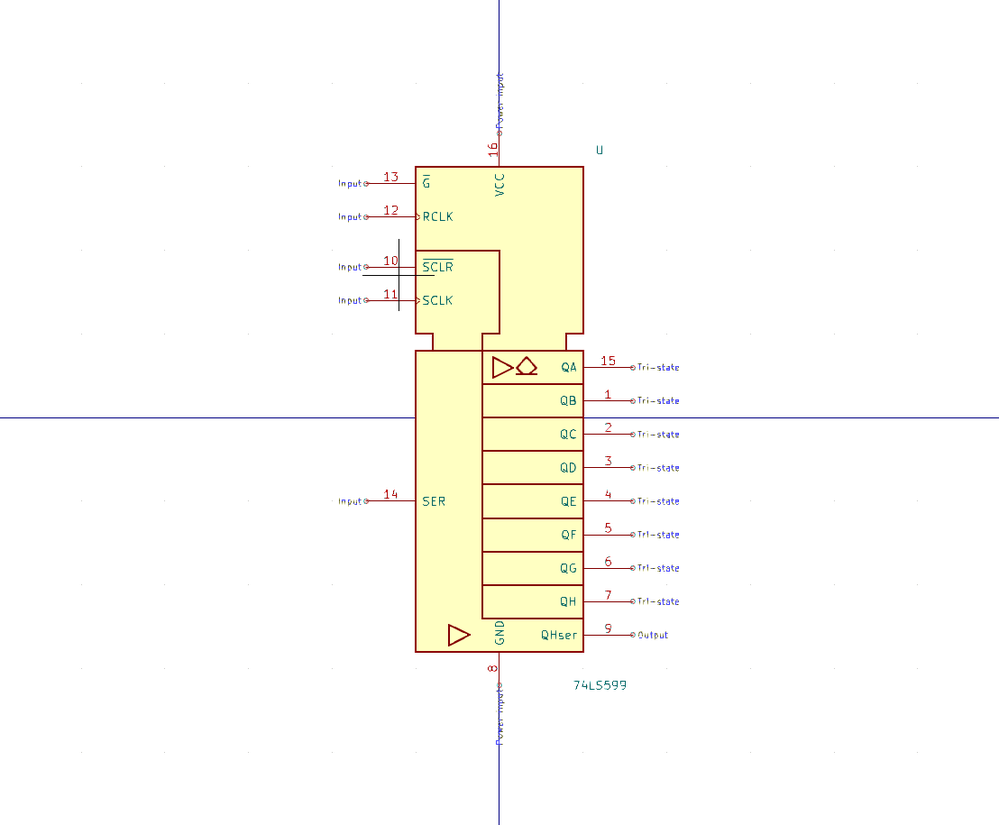 Power input
16
U
VCC
Input 13 G̅
Input 12 RCLK
Input 10 S̅C̅L̅R̅
Input 11 SCLK
QA 15 Tri-state
QB 1 Tri-state
QC 2 Tri-state
QD 3 Tri-state
Input 14 SER QE 4 Tri-state
QF 5 Tri-state
QG 6 Tri-state
QH 7 Tri-state
GND QHser 9 Output
8
74LS599
Power input